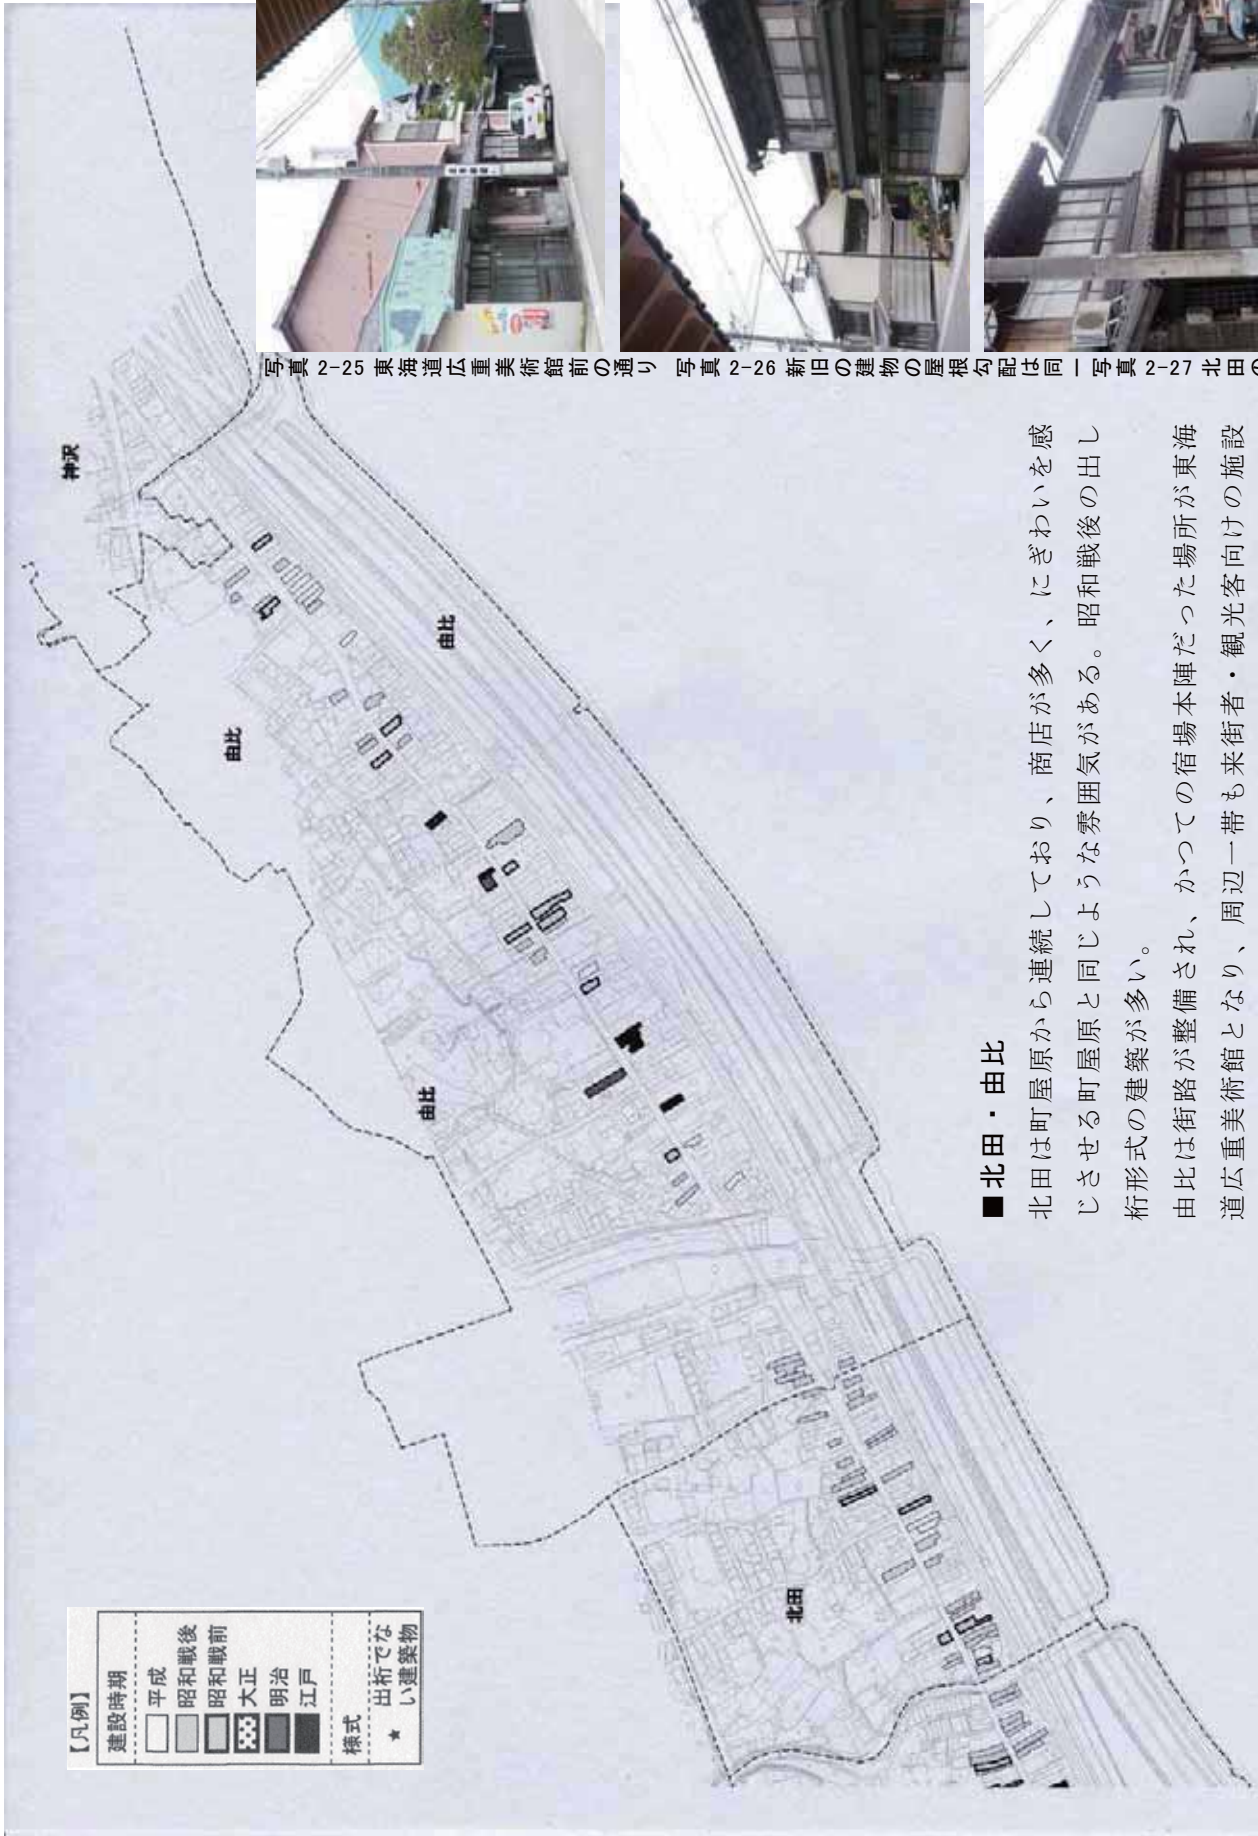 【凡例】
建設時期
平成
昭和戦後
昭和戦前
大正
明治
江戸
様式
★ 出桁でな
い建築物
神沢
由比
由比
由比
北田
写真 2-25 東海道広重美術館前の通り
写真 2-26 新旧の建物の屋根勾配は同一
写真 2-27 北田の
■北田・由比
北田は町屋原から連続しており、商店が多く、にぎわいを感
じさせる町屋原と同じような雰囲気がある。昭和戦後の出し
桁形式の建築が多い。
由比は街路が整備され、かつての宿場本陣だった場所が東海
道広重美術館となり、周辺一帯も来街者・観光客向けの施設